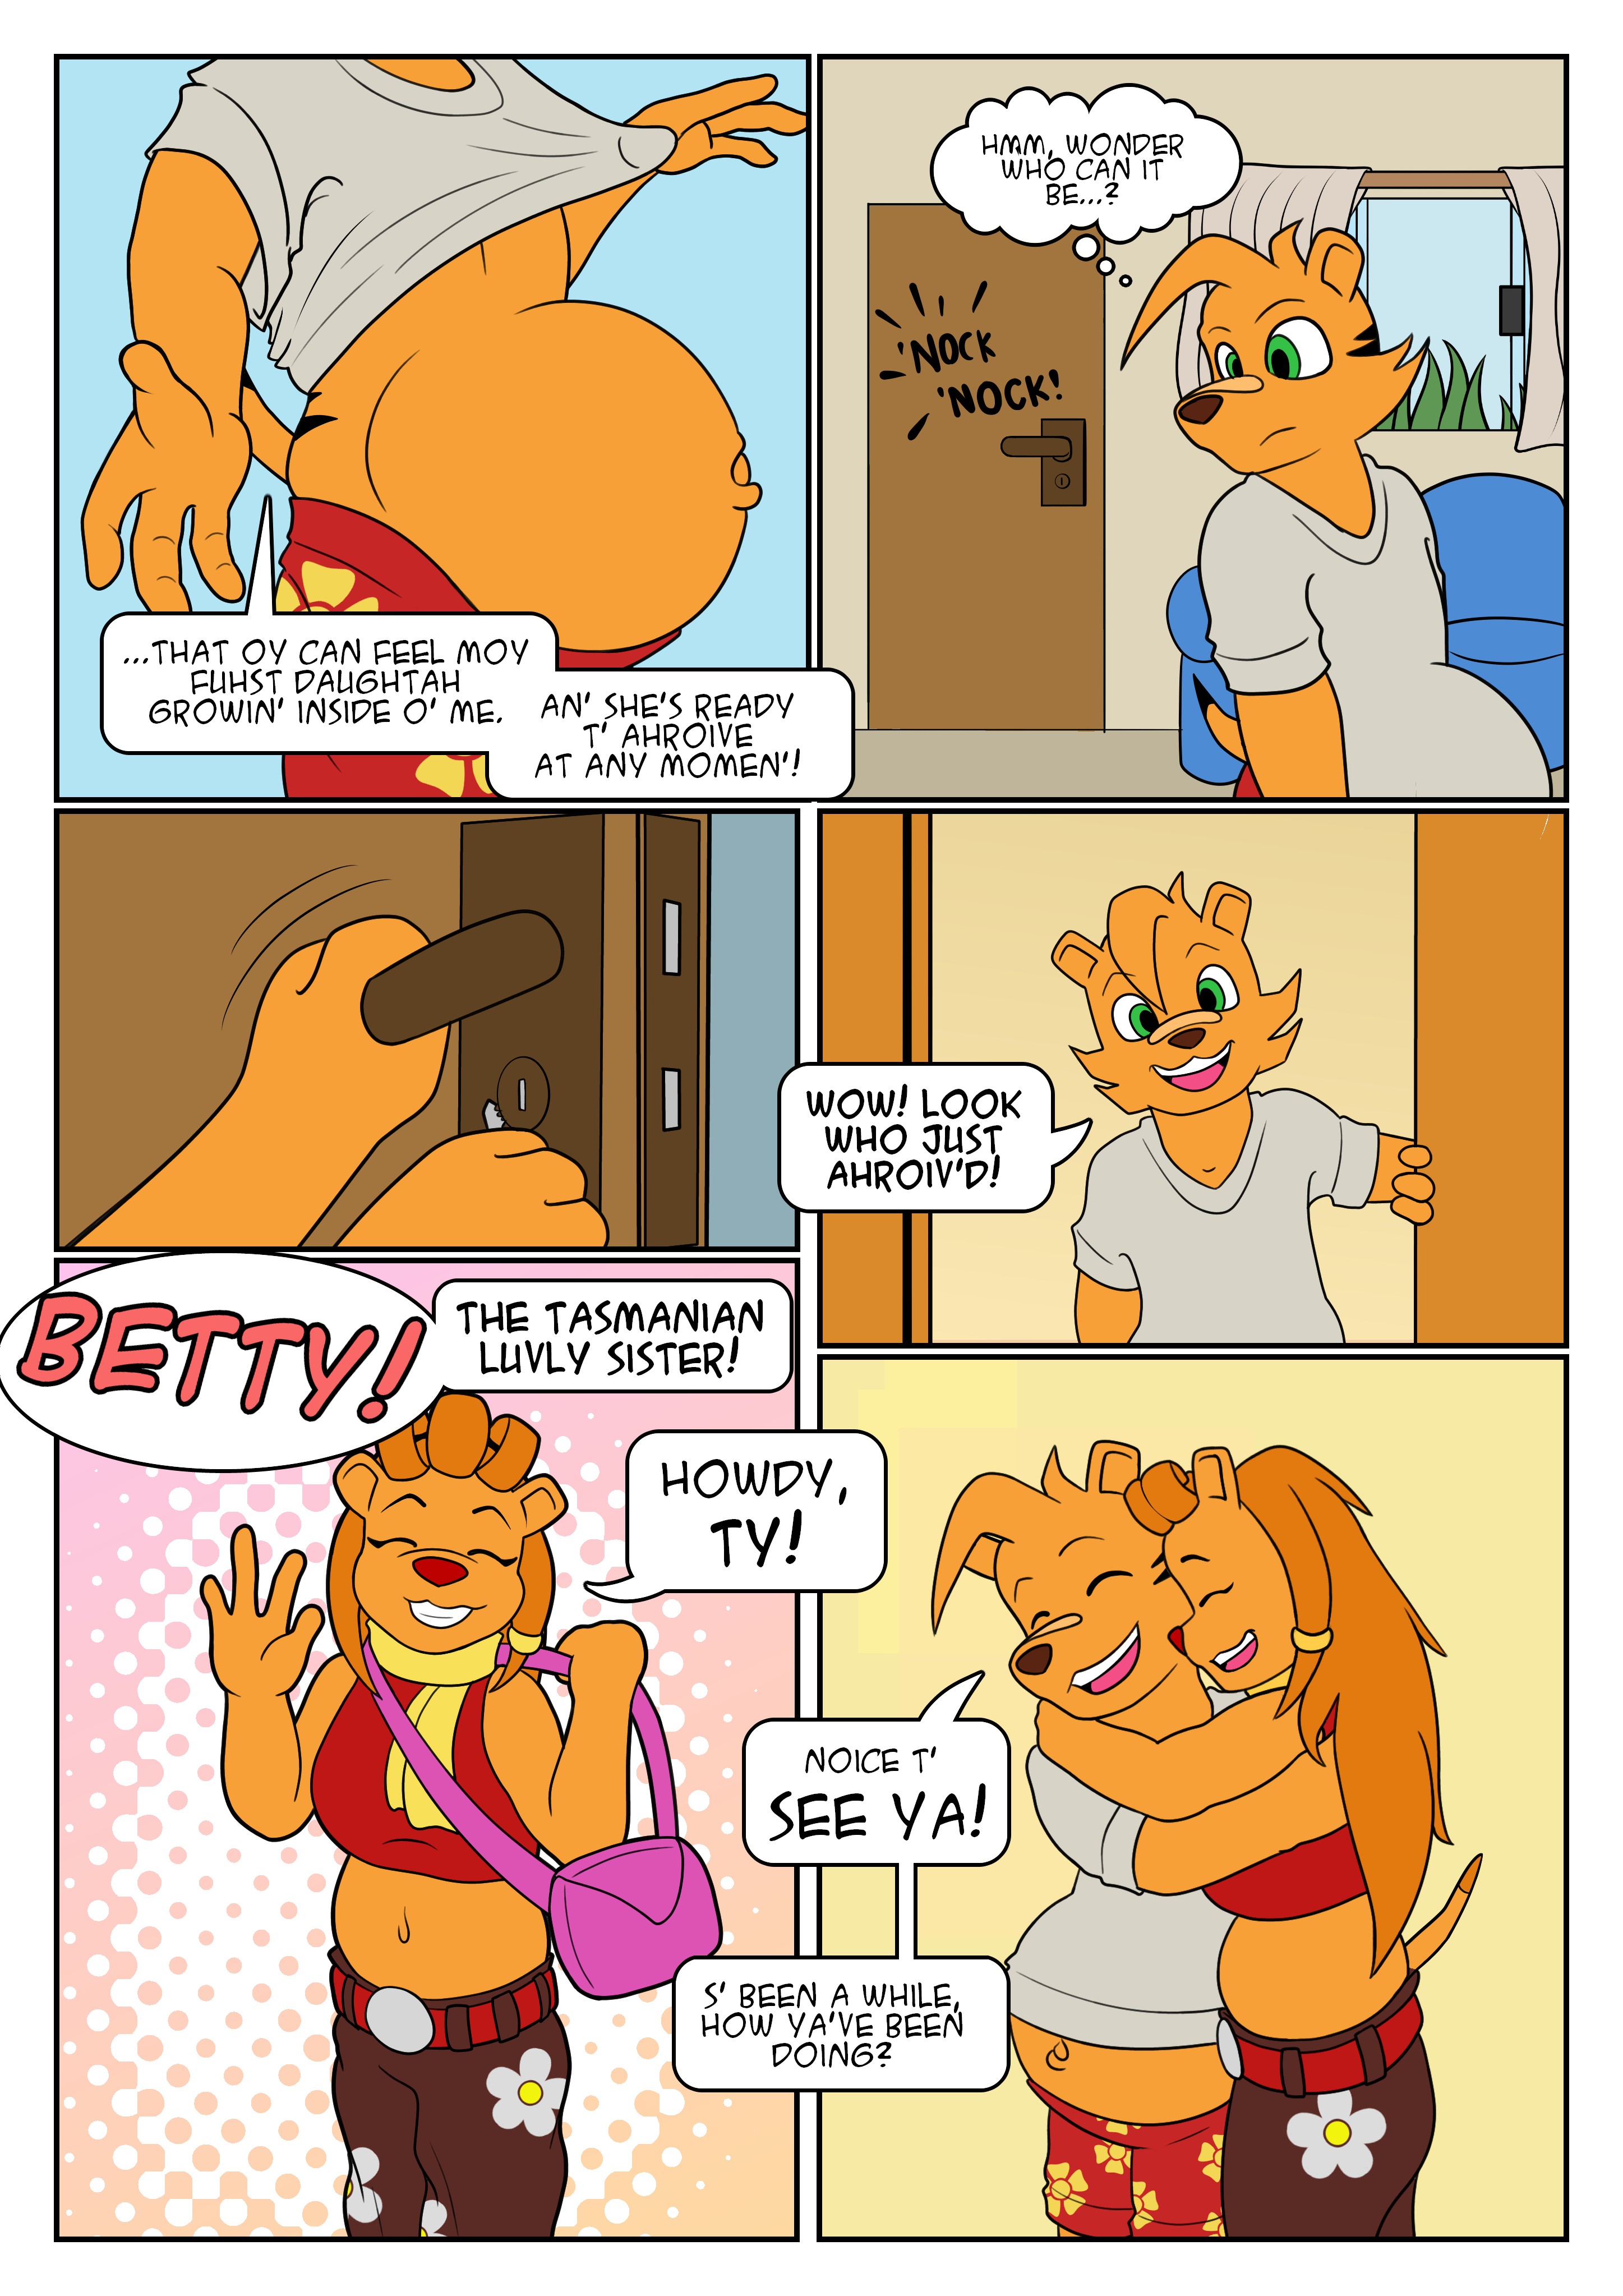 ...THAT OY CAN FEEL MOY
FUHST DAUGHTAH
GROWIN' INSIDE O' ME.
AN' SHE'S READY
T' AHROIVE
AT ANY MOMEN'!
HMM, WONDER
WHO CAN IT
BE...?
'NOCK
'NOCK!
WOW! LOOK
WHO JUST
AHROIV'D!
BETTY!
THE TASMANIAN
LUVLY SISTER!
HOWDY,
TY!
NOICE T'
SEE YA!
S' BEEN A WHILE,
HOW YA'VE BEEN
DOING?